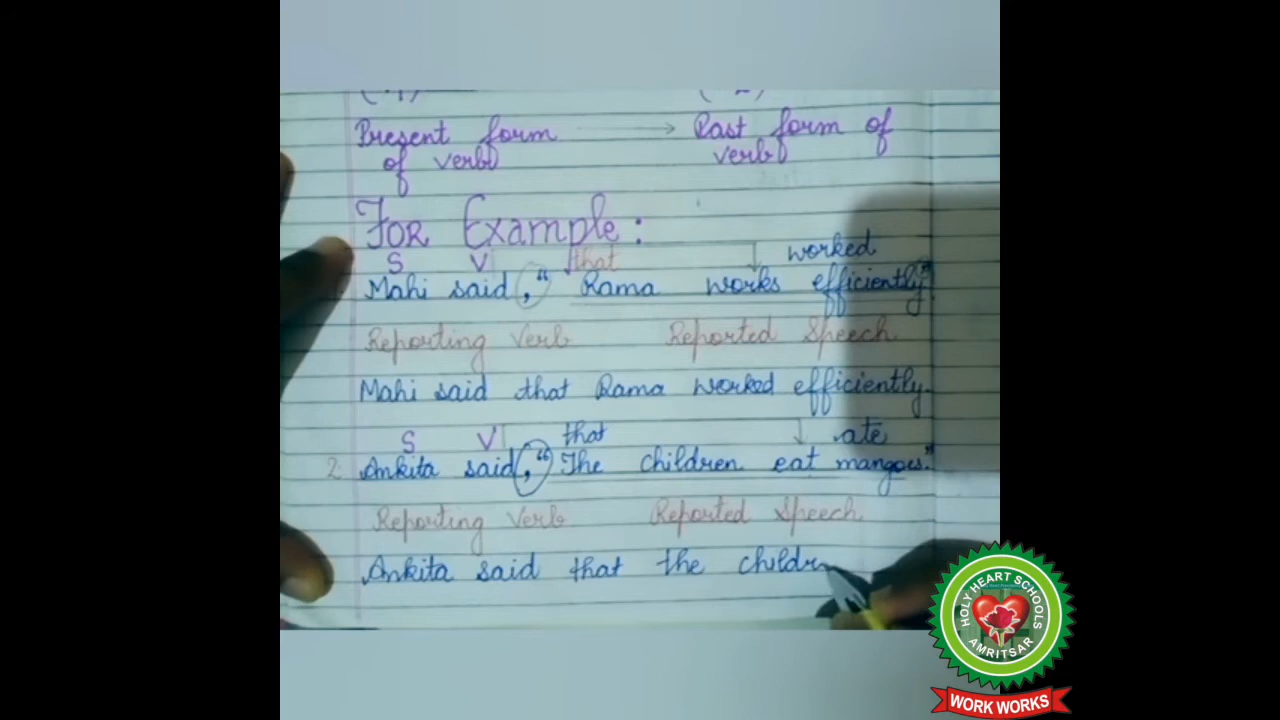 Present form → Past form of
of verb verb
For Example:
S V that worked
Mahi said, " Rama works efficiently"
Reporting Verb Reported Speech
Mahi said that Rama worked efficiently.
S V that ate
2. Ankita said, " The children eat mangoes."
Reporting Verb Reported Speech
Ankita said that the childr
HOLY HEART SCHOOLS
AMRITSAR
WORK WORKS